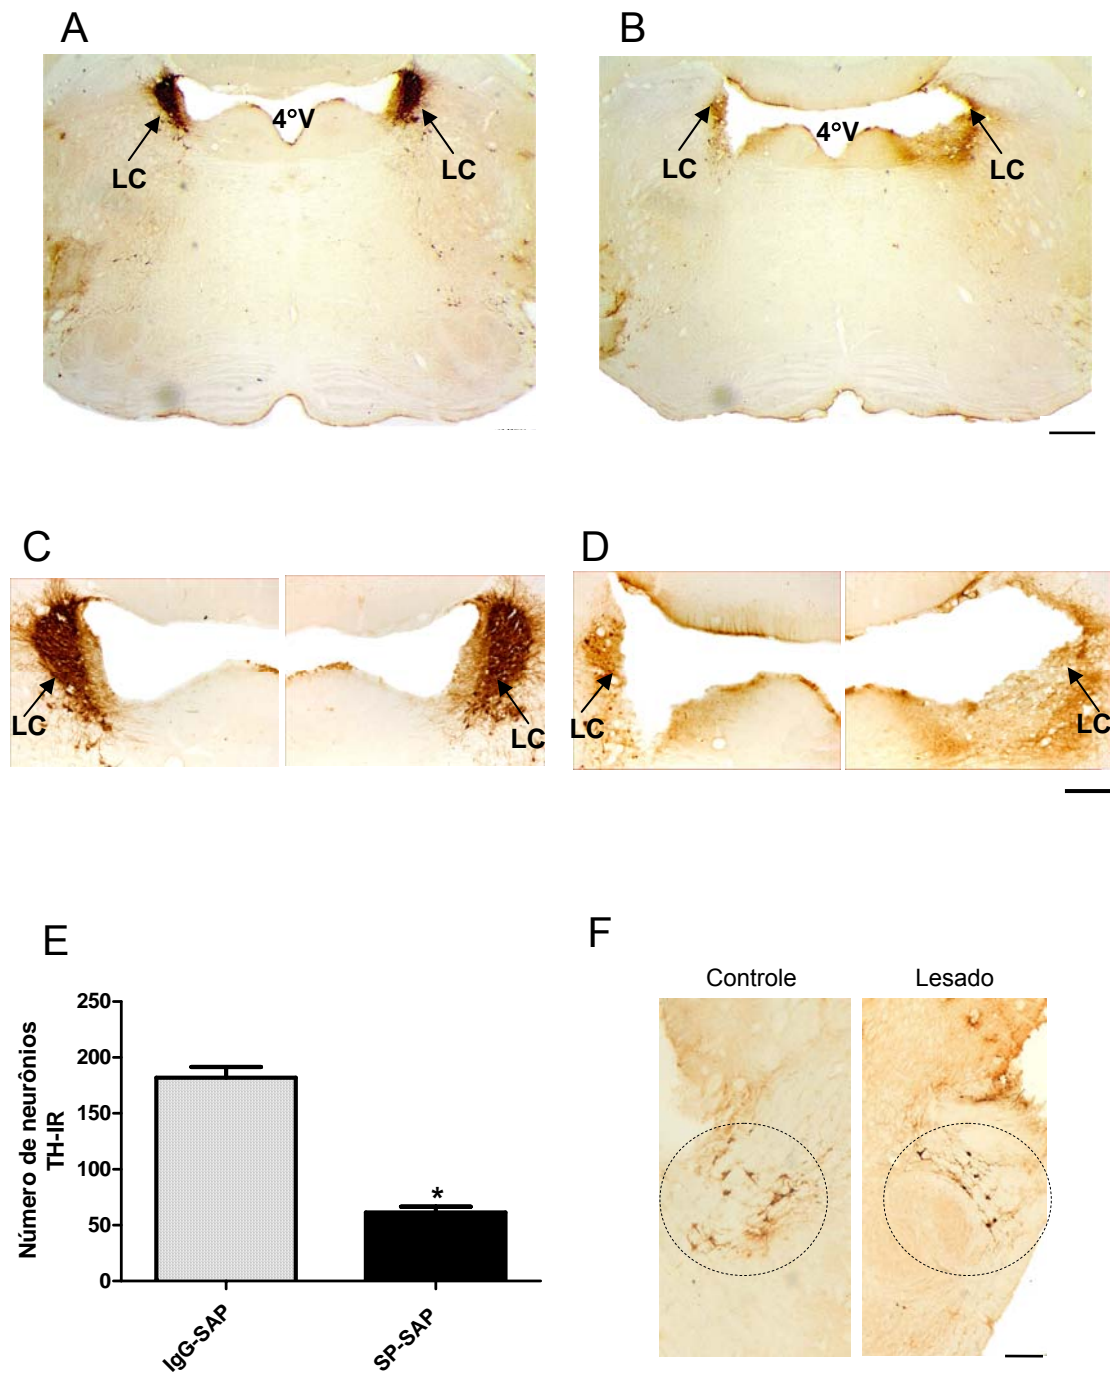 A
B
4°V
LC
LC
4°V
LC
LC
C
D
LC
LC
LC
LC
E
F
Controle
Lesado
Número de neurônios
TH-IR
250
200
150
100
50
0
*
IgG-SAP
SP-SAP